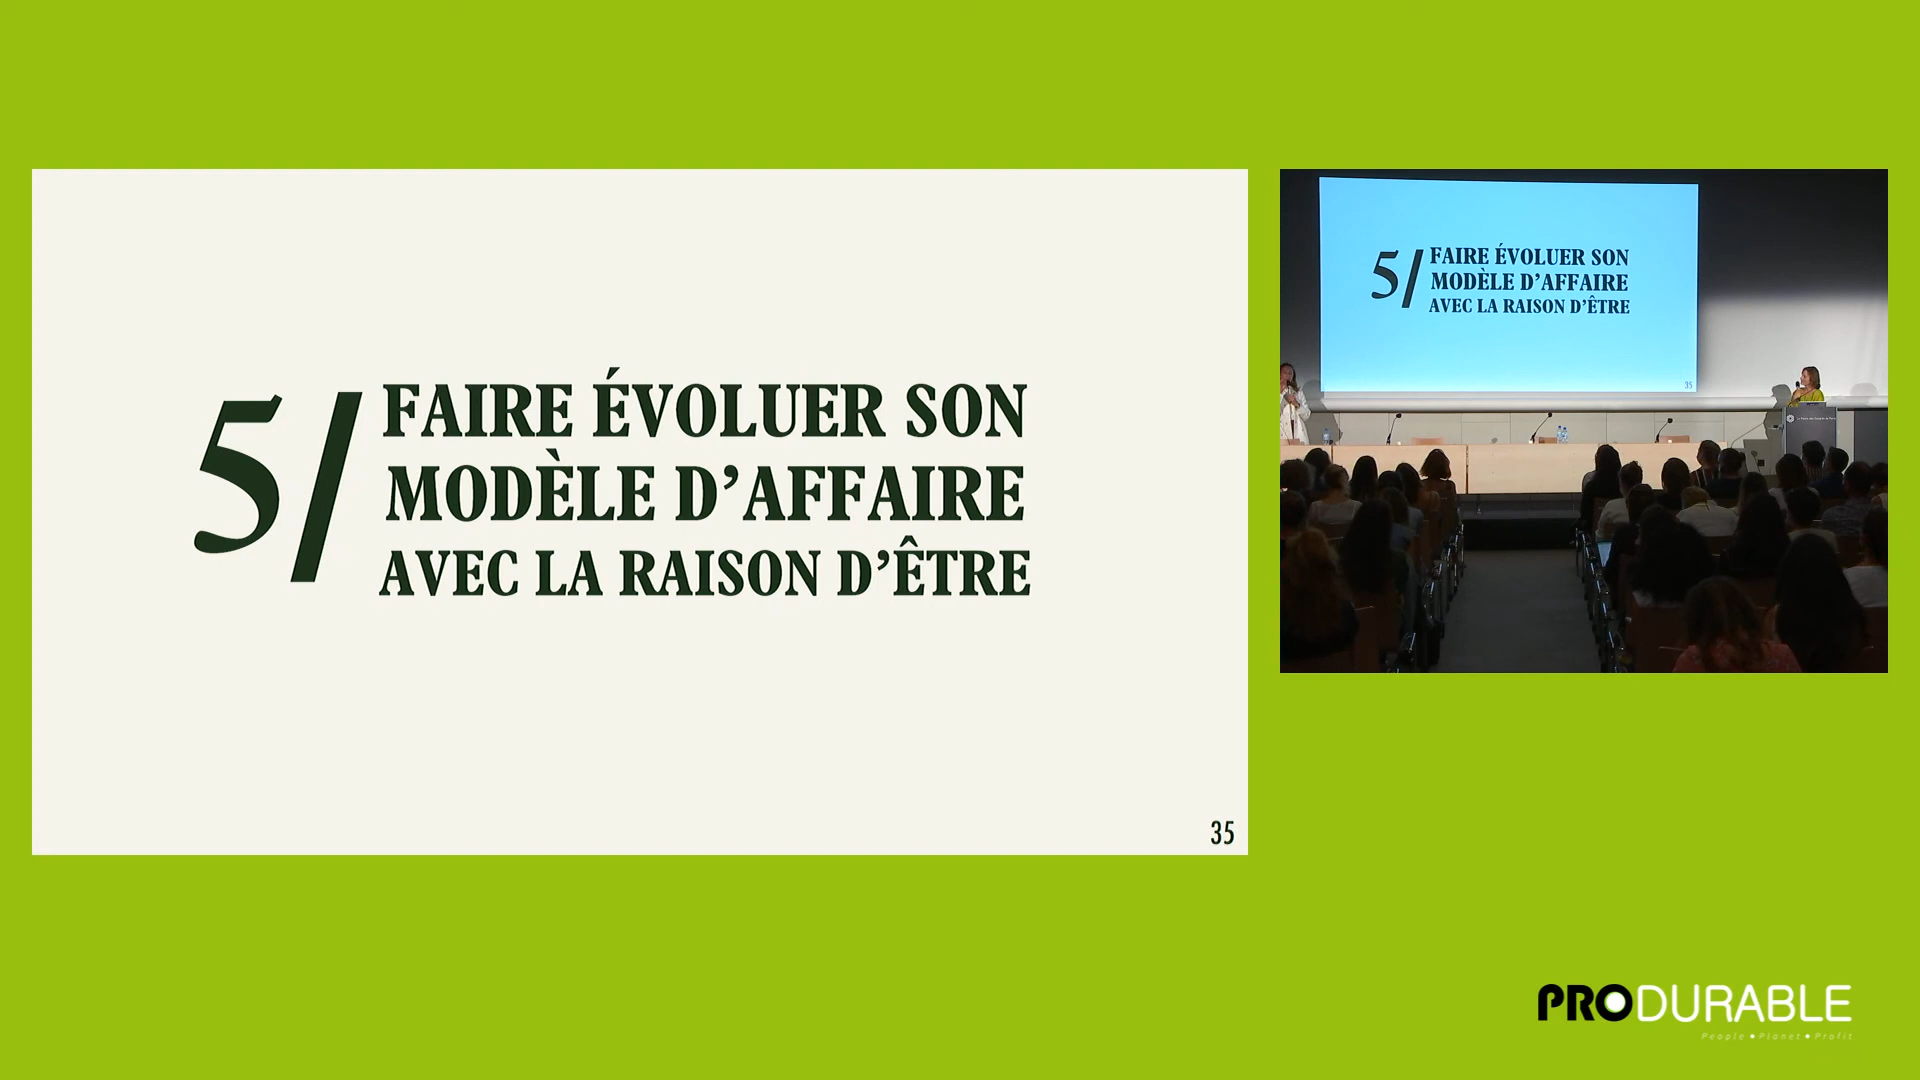 5/
FAIRE ÉVOLUER SON
MODÈLE D’AFFAIRE
AVEC LA RAISON D’ÊTRE
35
5/
FAIRE ÉVOLUER SON
MODÈLE D’AFFAIRE
AVEC LA RAISON D’ÊTRE
35
PRODURABLE
People • Planet • Profit